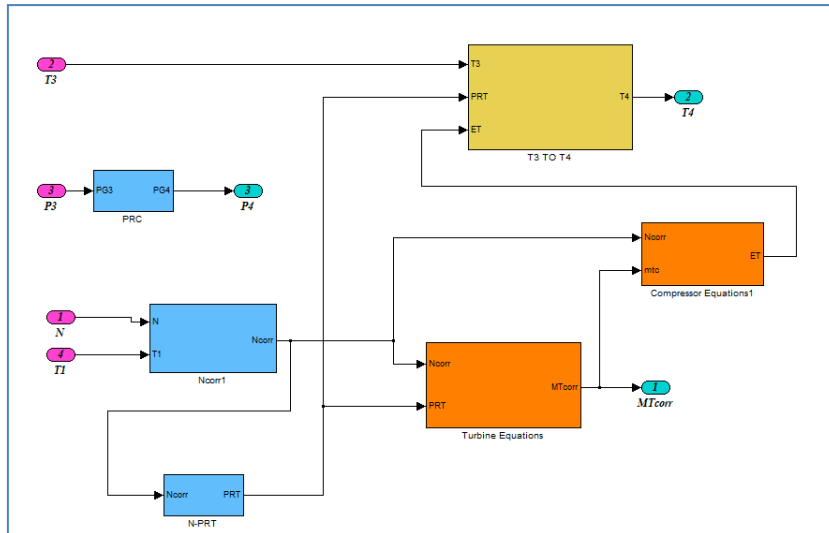 2
T3
T3
PRT
ET
T4
T3 TO T4
2
T4
3
P3
PG3
PG4
PRC
3
P4
Ncorr
mtc
ET
Compressor Equations1
1
N
4
T1
N
T1
Ncorr
Ncorr1
Ncorr
PRT
MTcorr
Turbine Equations
1
MTcorr
Ncorr
PRT
N-PRT